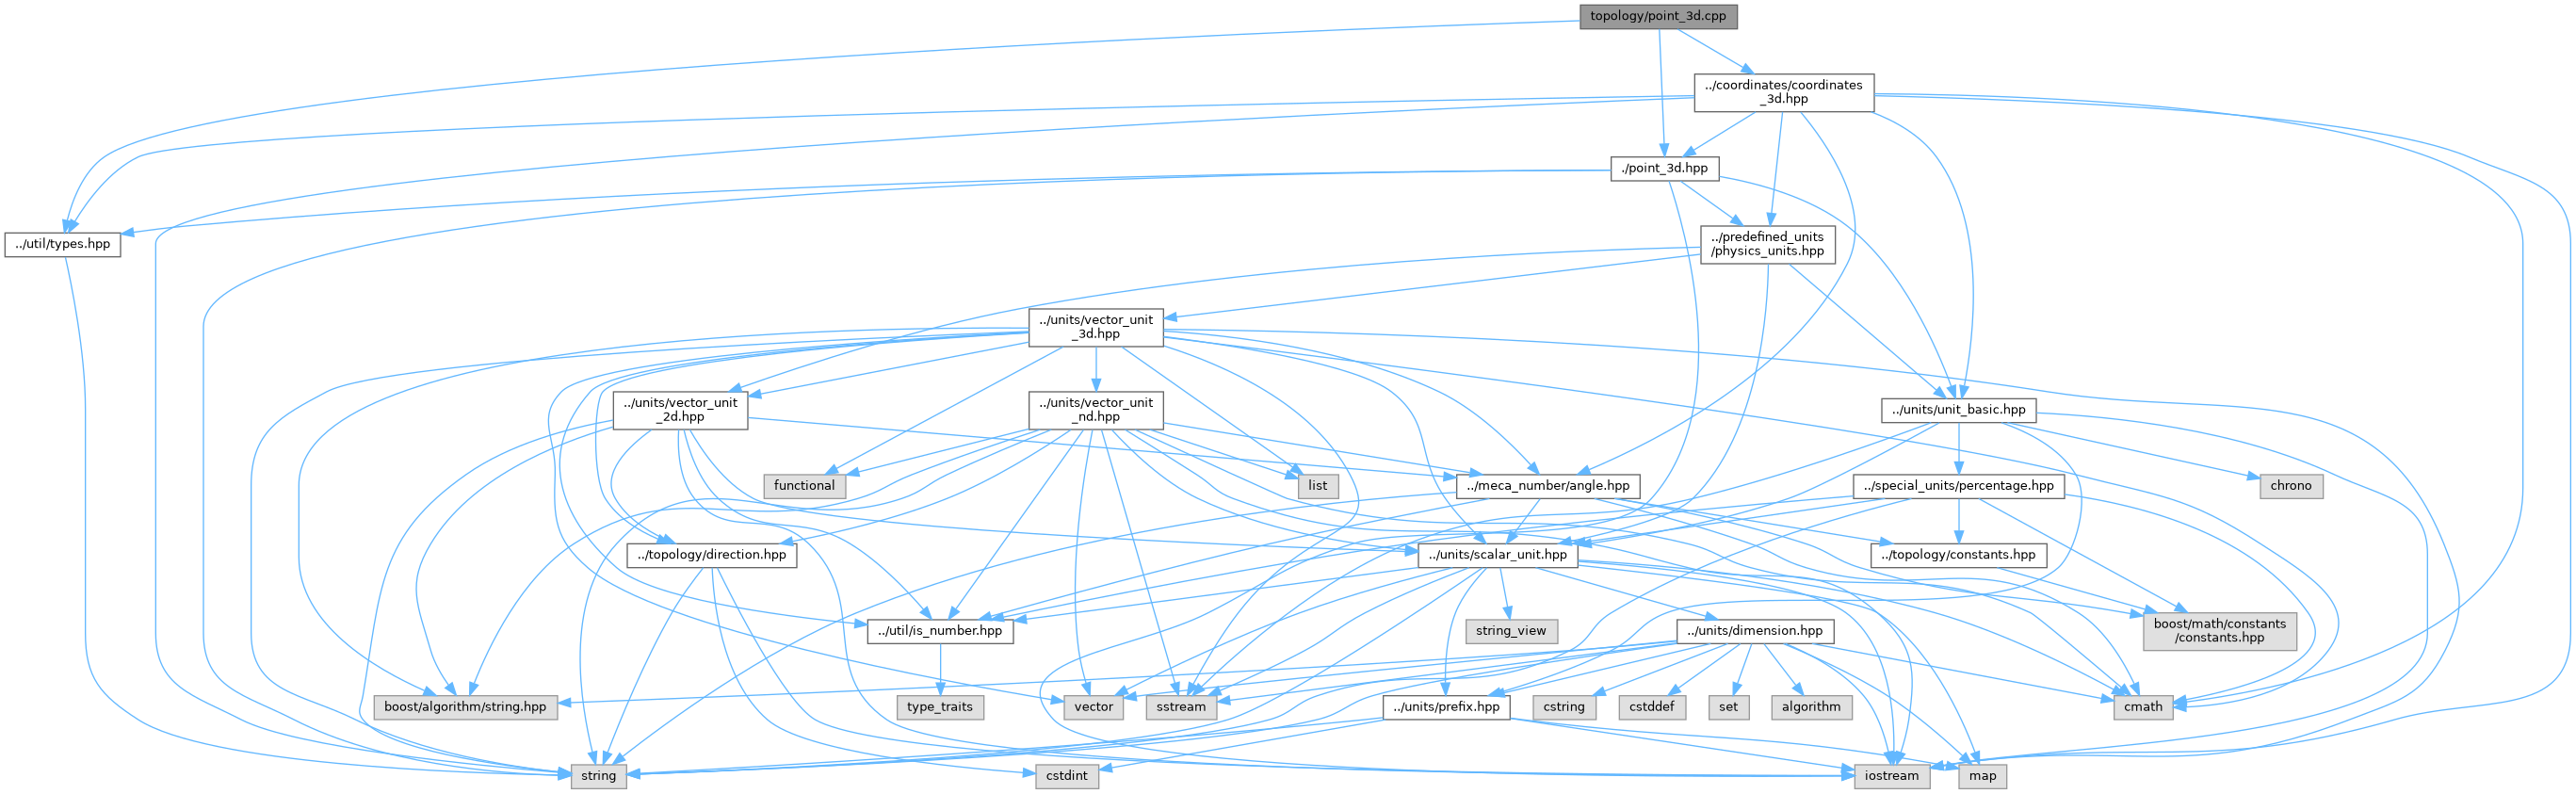 topology/point_3d.cpp
../coordinates/coordinates
_3d.hpp
./point_3d.hpp
../util/types.hpp
../predefined_units
/physics_units.hpp
../units/vector_unit
_3d.hpp
../units/vector_unit
_2d.hpp
../units/vector_unit
_nd.hpp
../units/unit_basic.hpp
functional
list
../meca_number/angle.hpp
../special_units/percentage.hpp
chrono
../topology/direction.hpp
../units/scalar_unit.hpp
../topology/constants.hpp
../util/is_number.hpp
string_view
../units/dimension.hpp
boost/math/constants
/constants.hpp
boost/algorithm/string.hpp
type_traits
vector
sstream
../units/prefix.hpp
cstring
cstddef
set
algorithm
cmath
string
cstdint
iostream
map